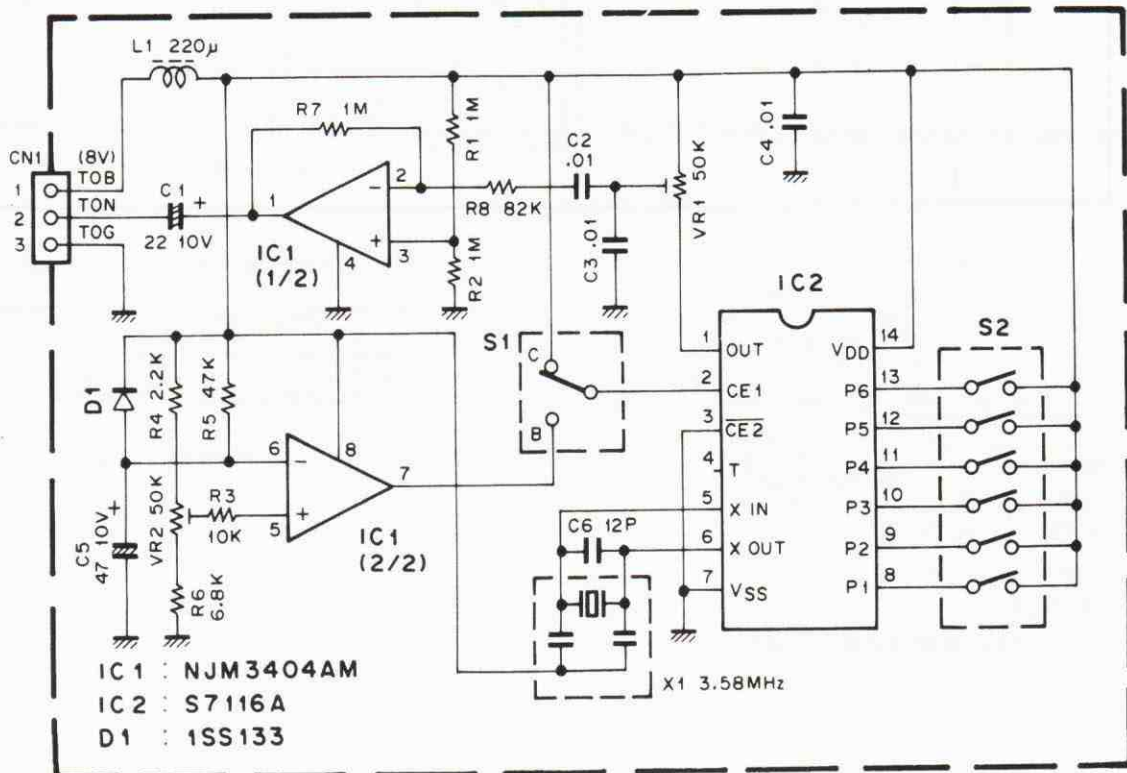 L1 220μ
R7 1M
R1 1M
C2
.01
C4 .01
CN1
(8V)
1
TOB
2
TON
3
TOG
C1
+
22 10V
1
2
−
+
3
4
IC1
(1/2)
R8 82K
R2 1M
C3 .01
VR1 50K
IC2
S1
C
B
S2
1
OUT
2
CE1
3
CE2
4
T
5
X IN
6
X OUT
7
VSS
VDD
14
P6
13
P5
12
P4
11
P3
10
P2
9
P1
8
D1
R4 2.2K
R5 47K
6
−
8
7
R3
10K
+
5
IC1
(2/2)
+
C5
47 10V
VR2 50K
R6
6.8K
C6 12P
X1 3.58MHz
IC1 : NJM3404AM
IC2 : S7116A
D1 : 1SS133